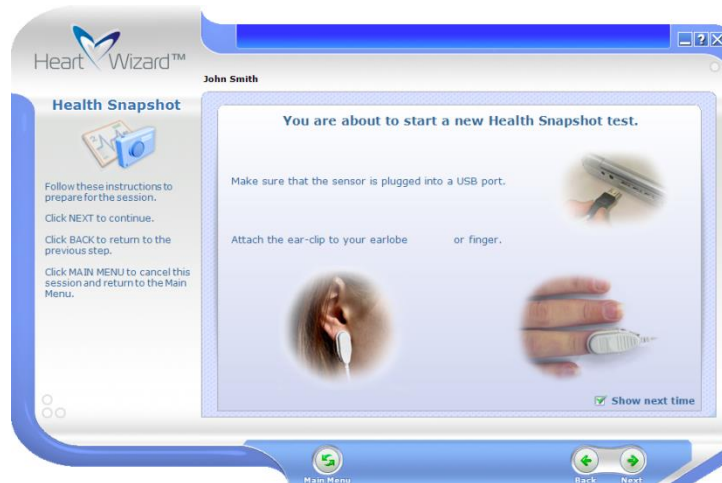 Heart Wizard™
John Smith
Health Snapshot
Follow these instructions to
prepare for the session.
Click NEXT to continue.
Click BACK to return to the
previous step.
Click MAIN MENU to cancel this
session and return to the Main
Menu.
You are about to start a new Health Snapshot test.
Make sure that the sensor is plugged into a USB port.
Attach the ear-clip to your earlobe or finger.
Show next time
Main Menu
Back Next